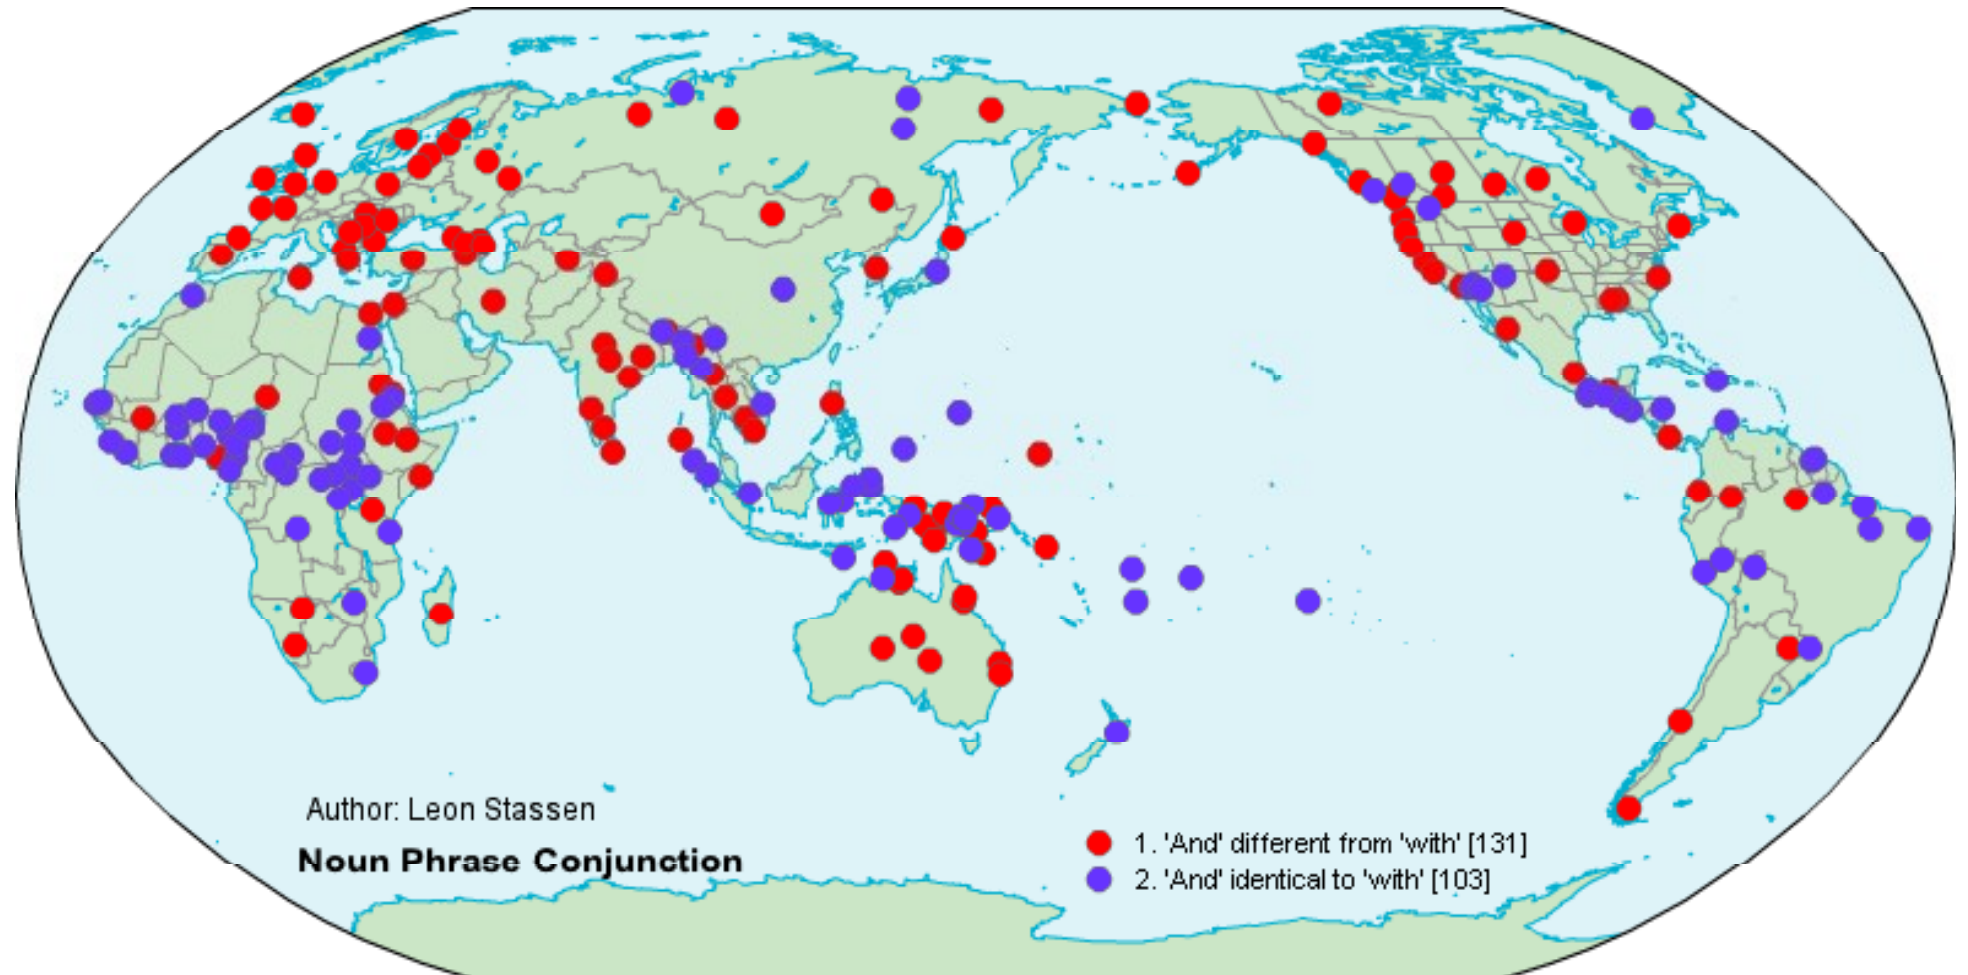 Author: Leon Stassen
Noun Phrase Conjunction
1. 'And' different from 'with' [131]
2. 'And' identical to 'with' [103]